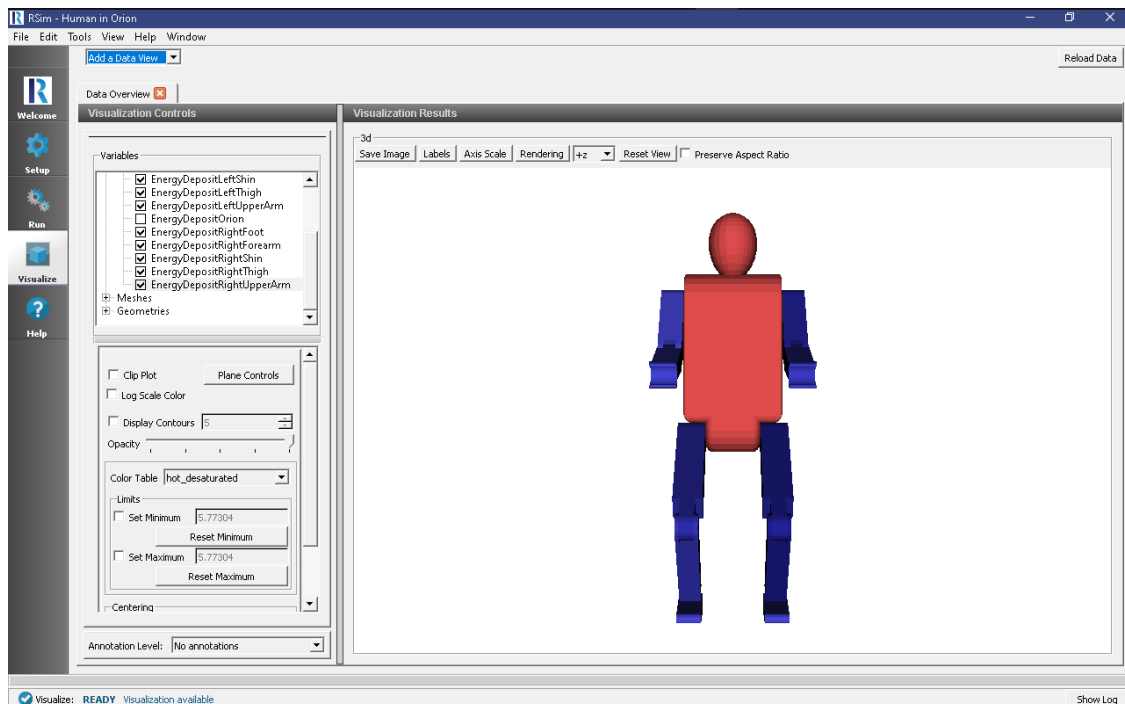 RSim - Human in Orion
File Edit Tools View Help Window
Add a Data View
Reload Data
Welcome
Setup
Run
Visualize
Help
Data Overview
Visualization Controls
Variables
EnergyDepositLeftShin
EnergyDepositLeftThigh
EnergyDepositLeftUpperArm
EnergyDepositOrion
EnergyDepositRightFoot
EnergyDepositRightForearm
EnergyDepositRightShin
EnergyDepositRightThigh
EnergyDepositRightUpperArm
Meshes
Geometries
Clip Plot Plane Controls
Log Scale Color
Display Contours 5
Opacity
Color Table hot_desaturated
Limits
Set Minimum 5.77304
Reset Minimum
Set Maximum 5.77304
Reset Maximum
Centering
Annotation Level: No annotations
Visualization Results
3d
Save Image Labels Axis Scale Rendering +z Reset View Preserve Aspect Ratio
Visualize: READY Visualization available
Show Log